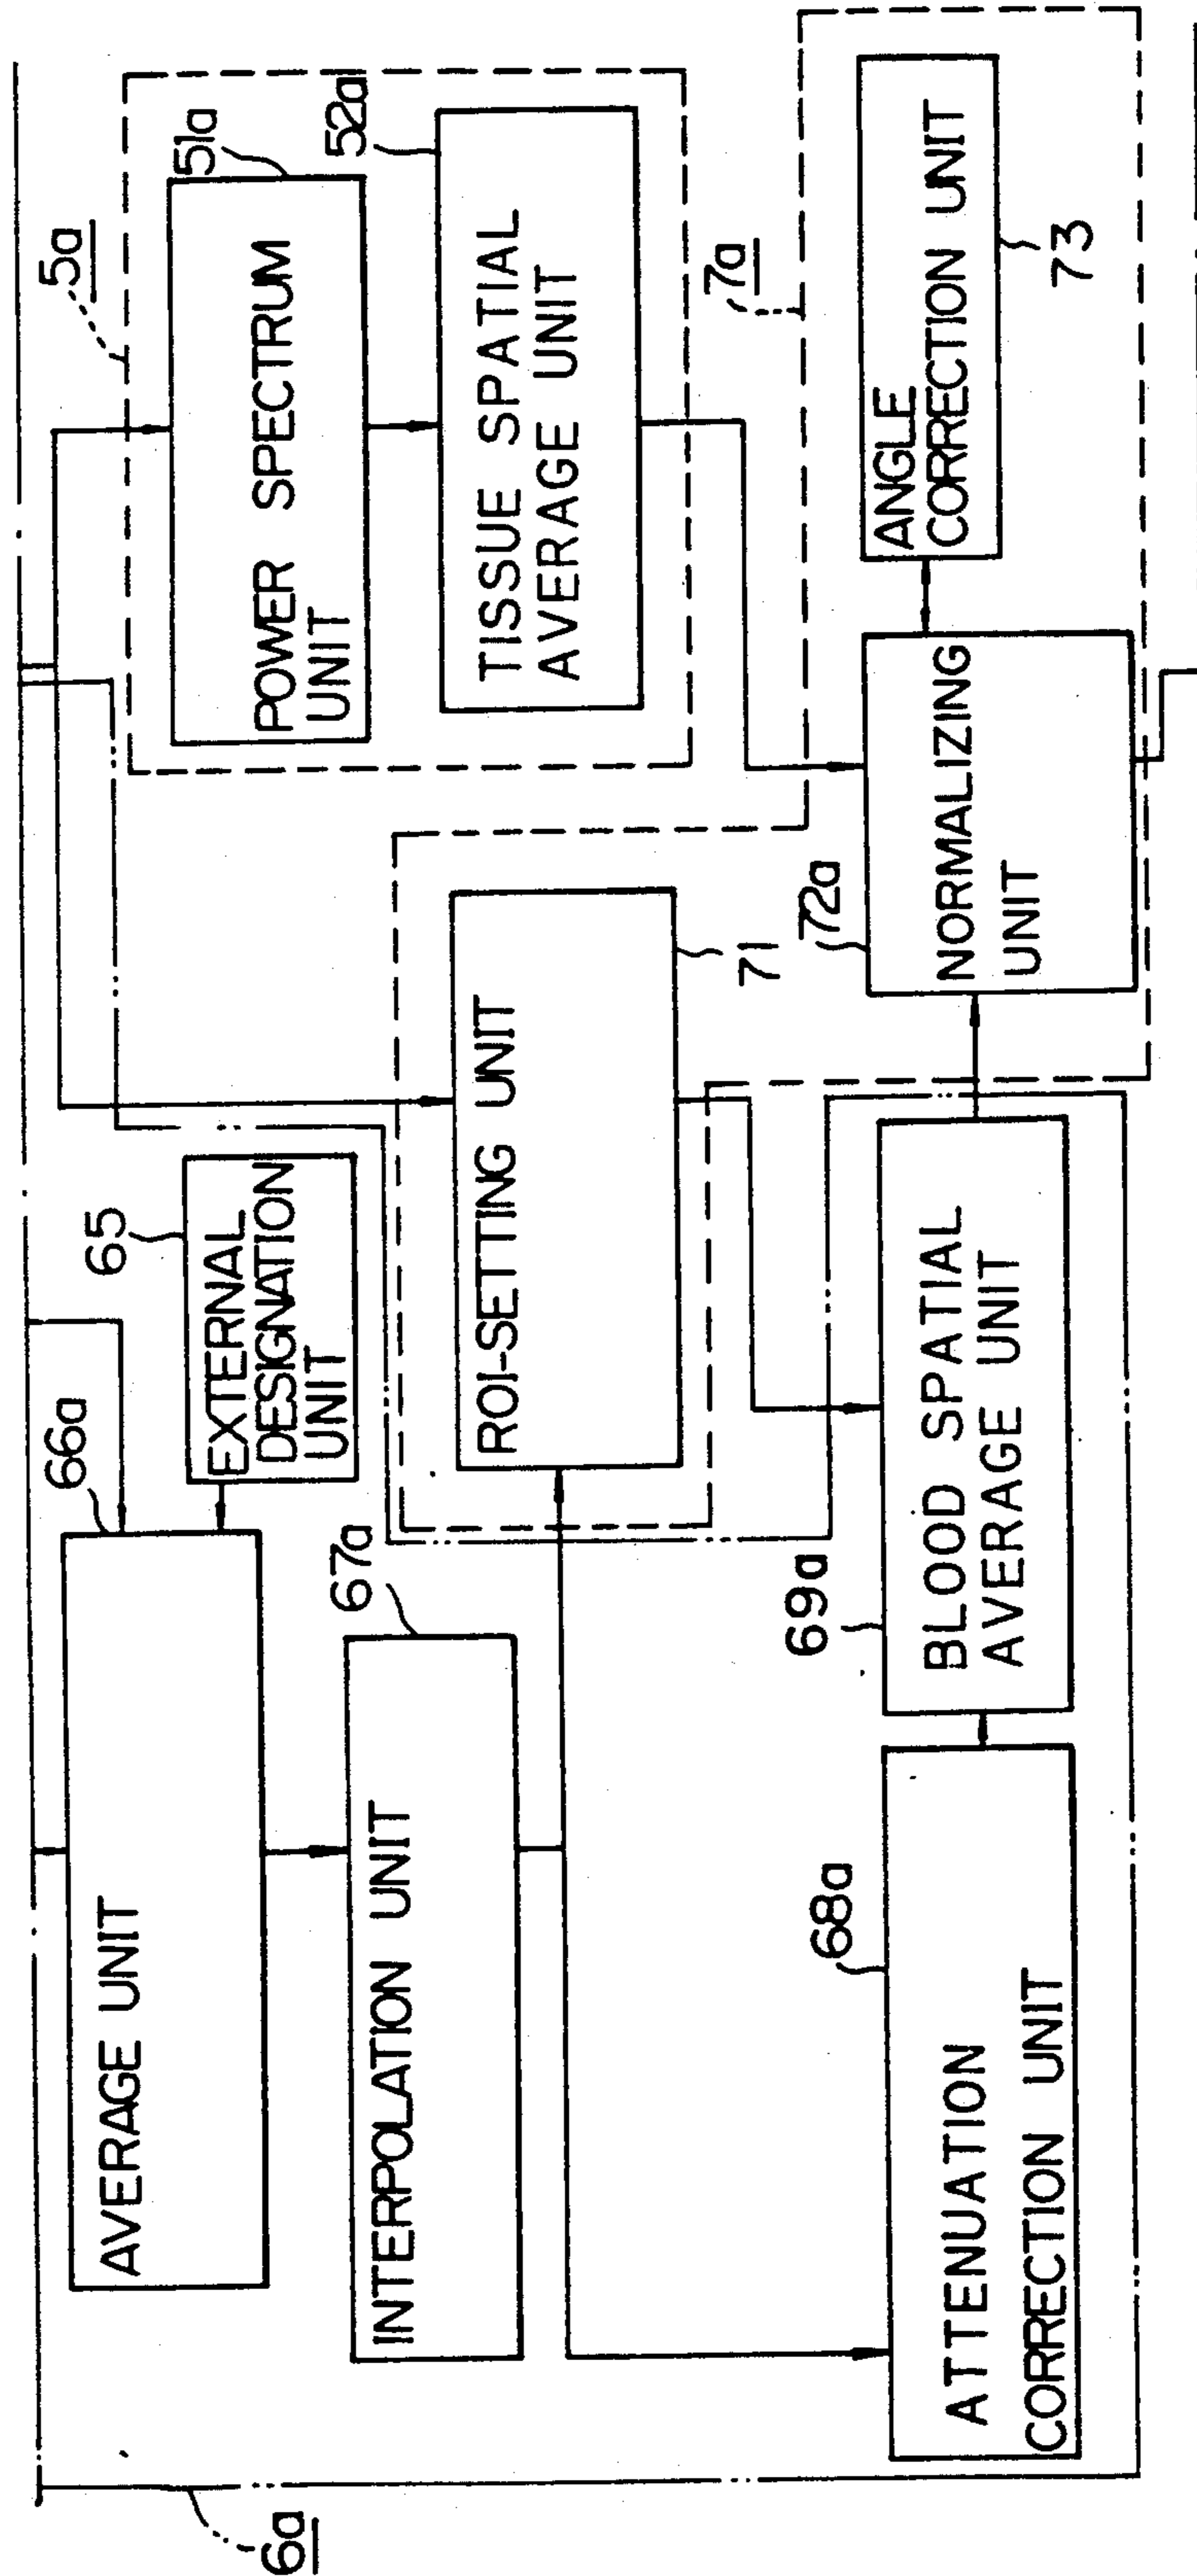 6a
66a
AVERAGE UNIT
65
EXTERNAL
DESIGNATION
UNIT
67a
INTERPOLATION UNIT
5a
51a
POWER SPECTRUM
UNIT
52a
TISSUE SPATIAL
AVERAGE UNIT
ROI-SETTING UNIT
71
7a
68a
ATTENUATION
CORRECTION UNIT
69a
BLOOD SPATIAL
AVERAGE UNIT
72a
NORMALIZING
UNIT
ANGLE
CORRECTION UNIT
73